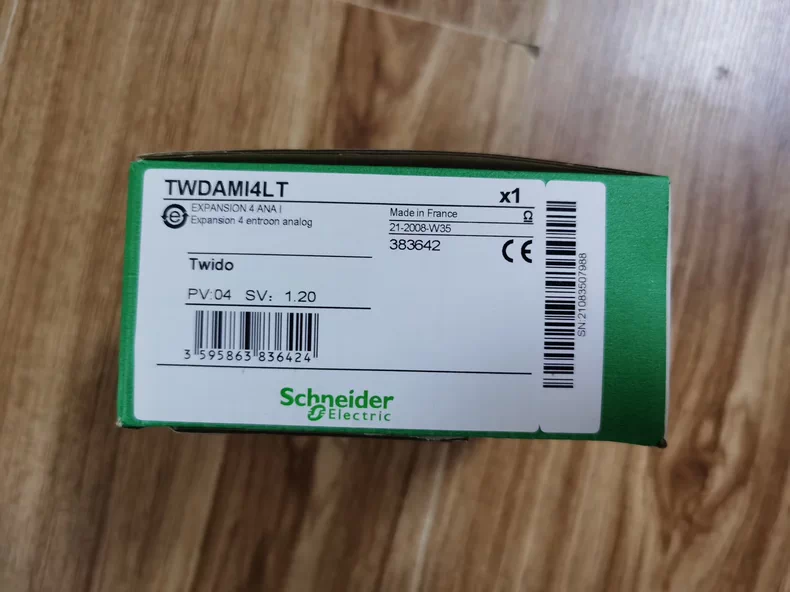 TWDAMI4LT
x1
EXPANSION 4 ANA I
Expansion 4 entroon analog
Made in France
Ω
21-2008-W35
383642
CE
Twido
PV:04 SV: 1.20
3 595863 836424
Schneider
Electric
SN:21083507988